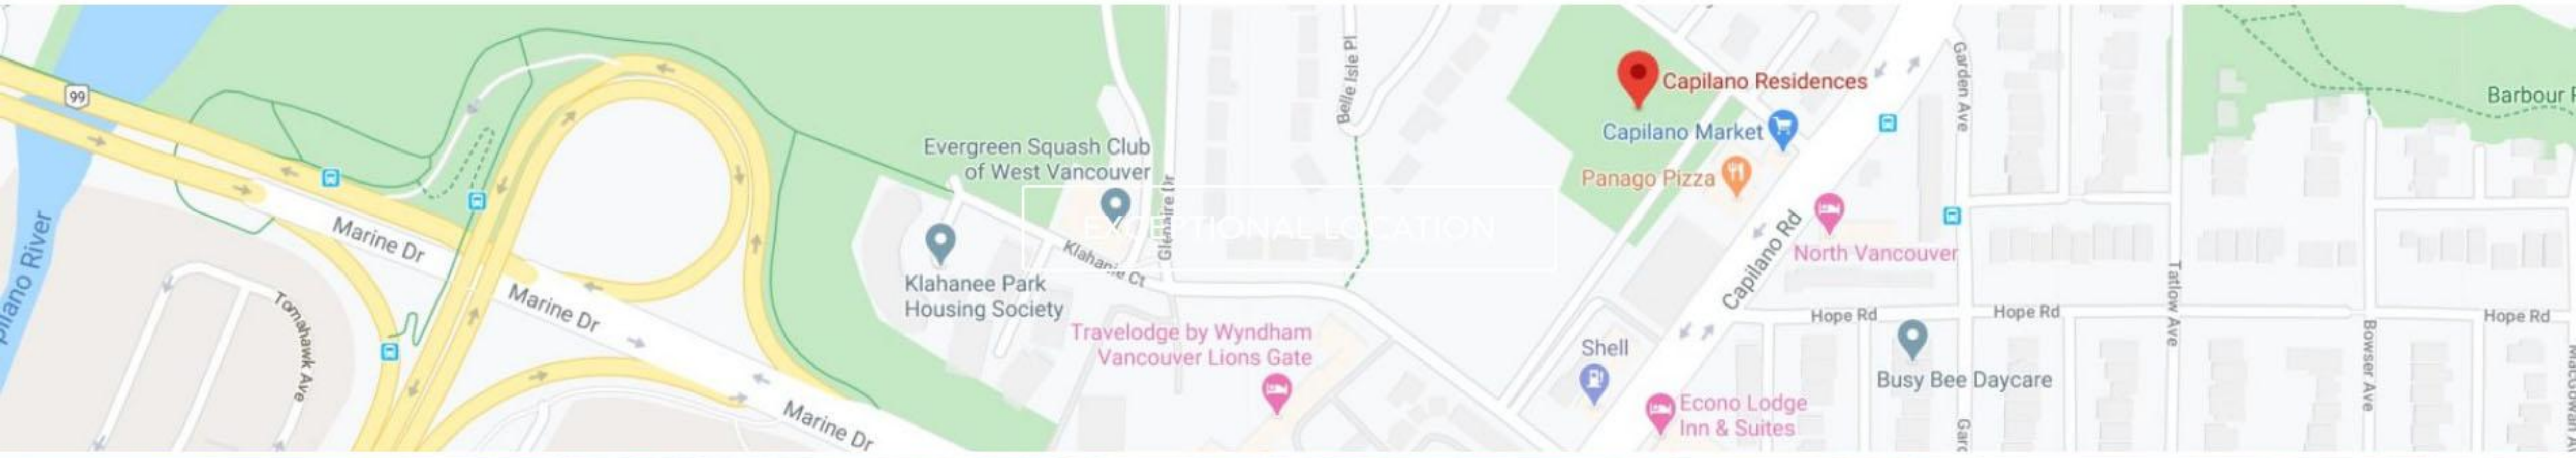 99
pilano River
Marine Dr
Tomahawk Ave
Marine Dr
Marine Dr
Evergreen Squash Club
of West Vancouver
Klahanee Park
Housing Society
Klahanie Ct
Glenaire Dr
EXCEPTIONAL LOCATION
Travelodge by Wyndham
Vancouver Lions Gate
Belle Isle Pl
Capilano Residences
Capilano Market
Panago Pizza
North Vancouver
Capilano Rd
Shell
Econo Lodge
Inn & Suites
Garden Ave
Hope Rd
Hope Rd
Busy Bee Daycare
Gard
Tatlow Ave
Bowser Ave
Barbour
Hope Rd